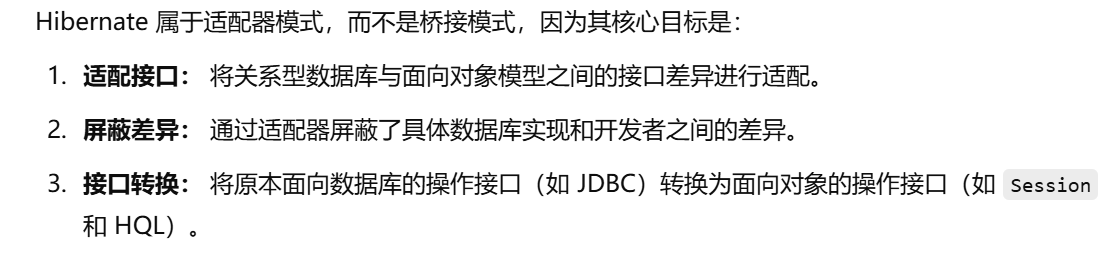 Hibernate 属于适配器模式，而不是桥接模式，因为其核心目标是：
1. 适配接口： 将关系型数据库与面向对象模型之间的接口差异进行适配。
2. 屏蔽差异： 通过适配器屏蔽了具体数据库实现和开发者之间的差异。
3. 接口转换： 将原本面向数据库的操作接口（如 JDBC）转换为面向对象的操作接口（如 Session
和 HQL）。